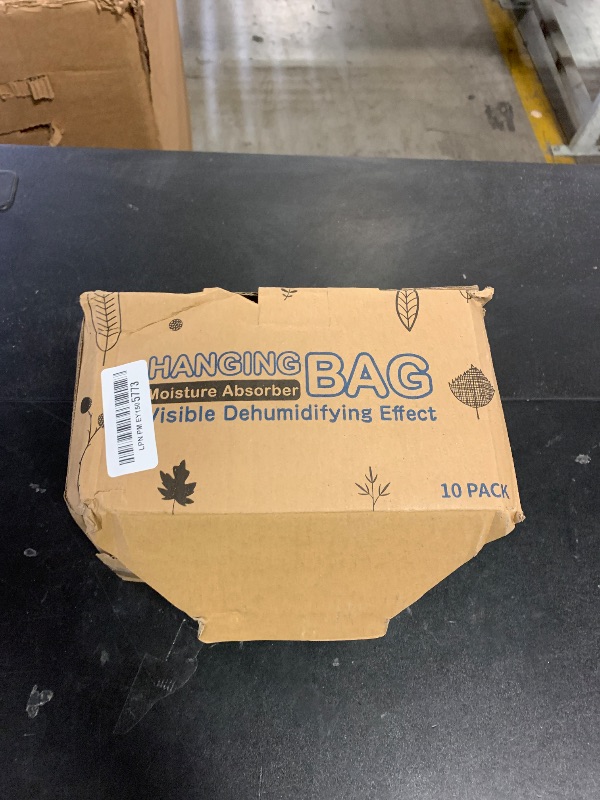 HANGING BAG
Moisture Absorber
Visible Dehumidifying Effect
10 PACK